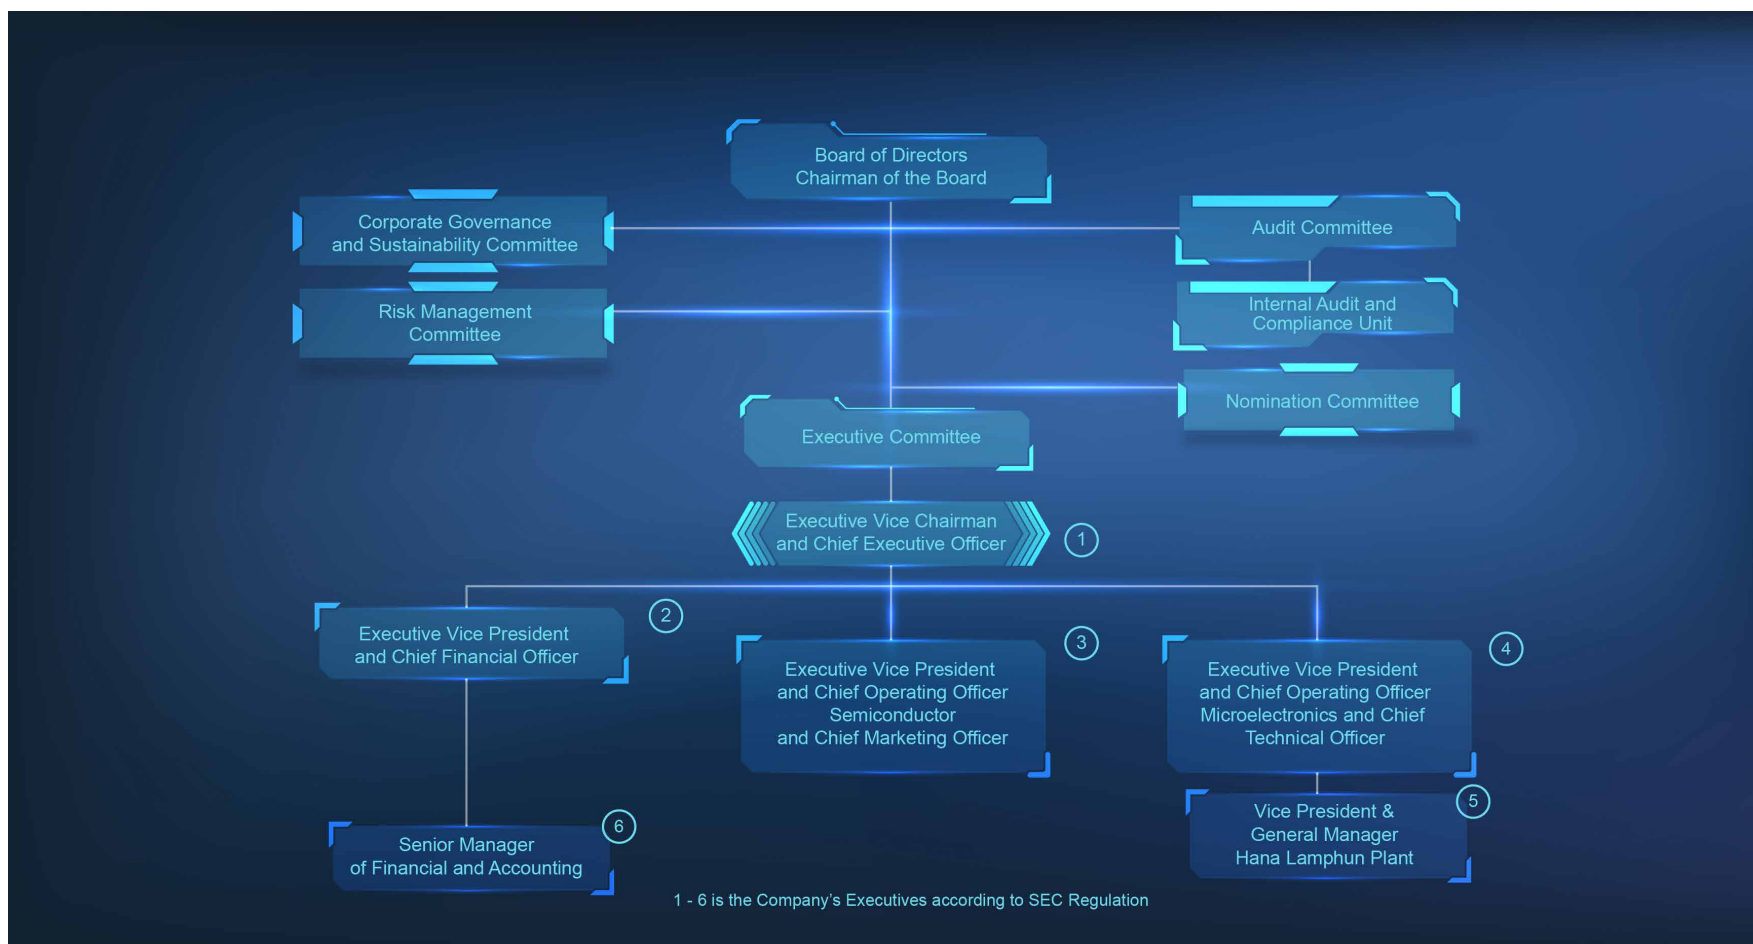 Board of Directors
Chairman of the Board
Corporate Governance
and Sustainability Committee
Audit Committee
Risk Management
Committee
Internal Audit and
Compliance Unit
Nomination Committee
Executive Committee
Executive Vice Chairman
and Chief Executive Officer
1
Executive Vice President
and Chief Financial Officer
2
Executive Vice President
and Chief Operating Officer
Semiconductor
and Chief Marketing Officer
3
Executive Vice President
and Chief Operating Officer
Microelectronics and Chief
Technical Officer
4
Vice President &
General Manager
Hana Lamphun Plant
5
Senior Manager
of Financial and Accounting
6
1 - 6 is the Company’s Executives according to SEC Regulation